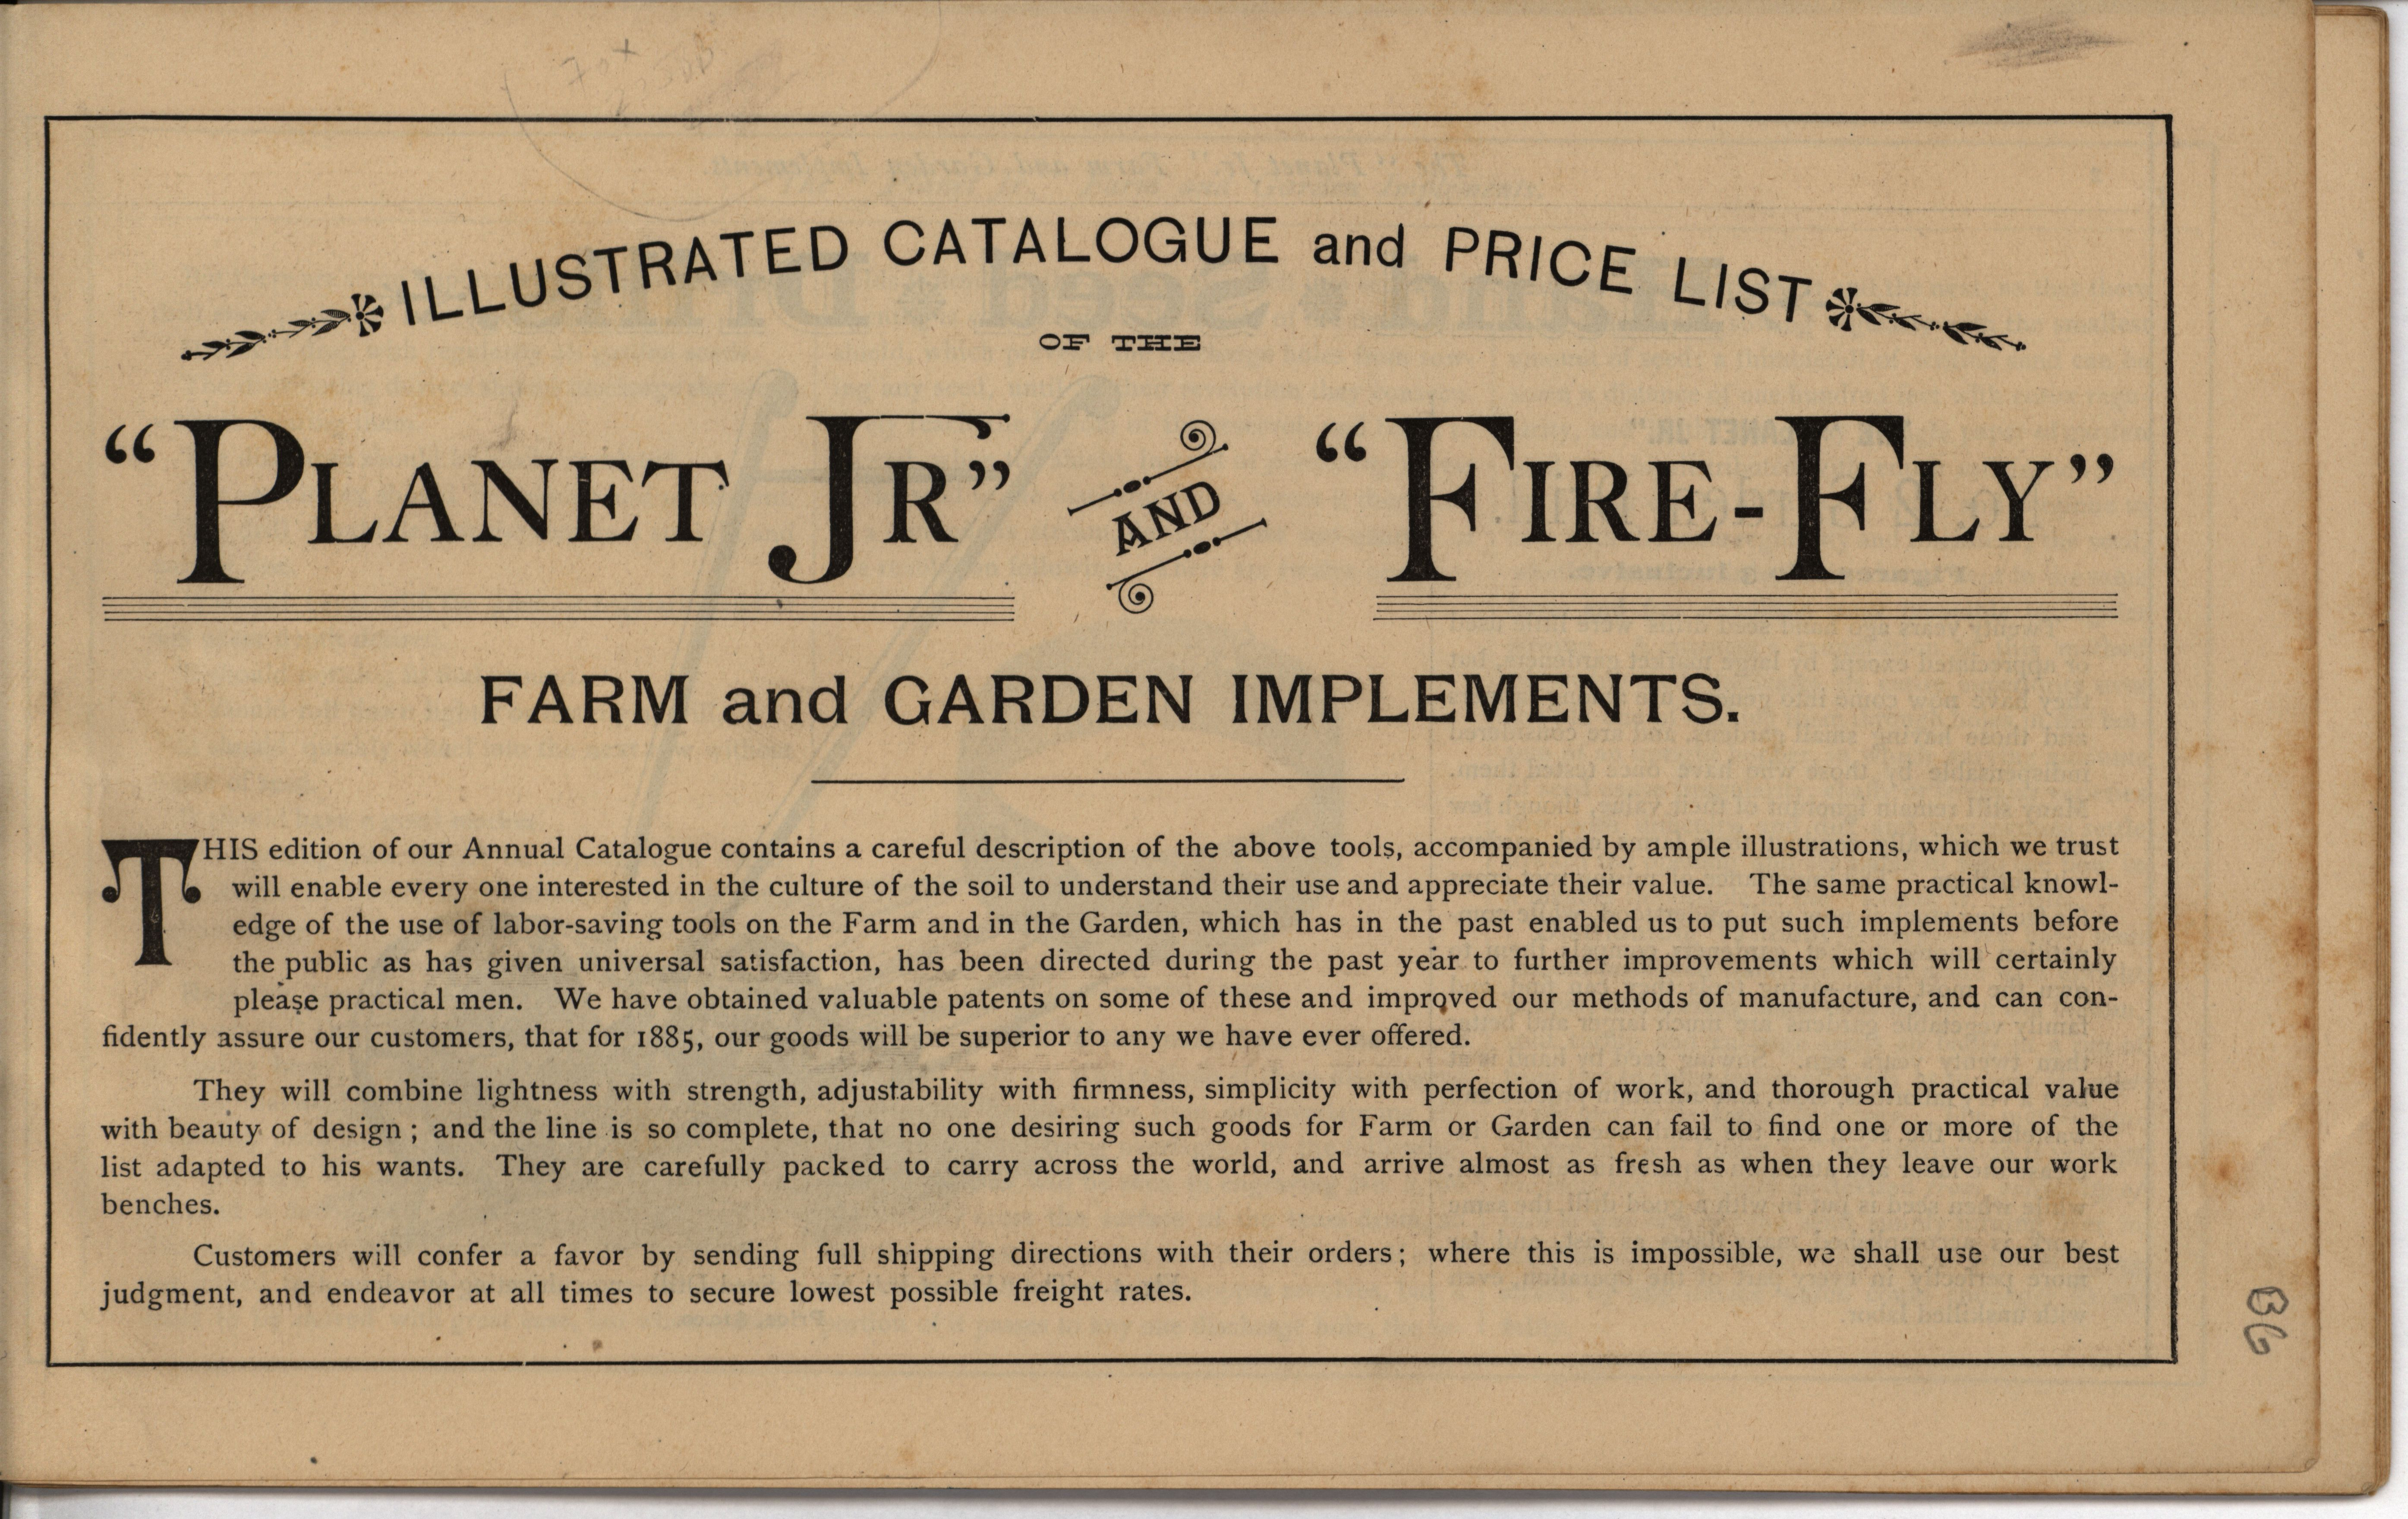 ILLUSTRATED CATALOGUE and PRICE LIST
OF THE
“PLANET JR” AND “FIRE-FLY”
FARM and GARDEN IMPLEMENTS.
THIS edition of our Annual Catalogue contains a careful description of the above tools, accompanied by ample illustrations, which we trust
will enable every one interested in the culture of the soil to understand their use and appreciate their value. The same practical knowl-
edge of the use of labor-saving tools on the Farm and in the Garden, which has in the past enabled us to put such implements before
the public as has given universal satisfaction, has been directed during the past year to further improvements which will certainly
please practical men. We have obtained valuable patents on some of these and improved our methods of manufacture, and can con-
fidently assure our customers, that for 1885, our goods will be superior to any we have ever offered.
They will combine lightness with strength, adjustability with firmness, simplicity with perfection of work, and thorough practical value
with beauty of design ; and the line is so complete, that no one desiring such goods for Farm or Garden can fail to find one or more of the
list adapted to his wants. They are carefully packed to carry across the world, and arrive almost as fresh as when they leave our work
benches.
Customers will confer a favor by sending full shipping directions with their orders ; where this is impossible, we shall use our best
judgment, and endeavor at all times to secure lowest possible freight rates.